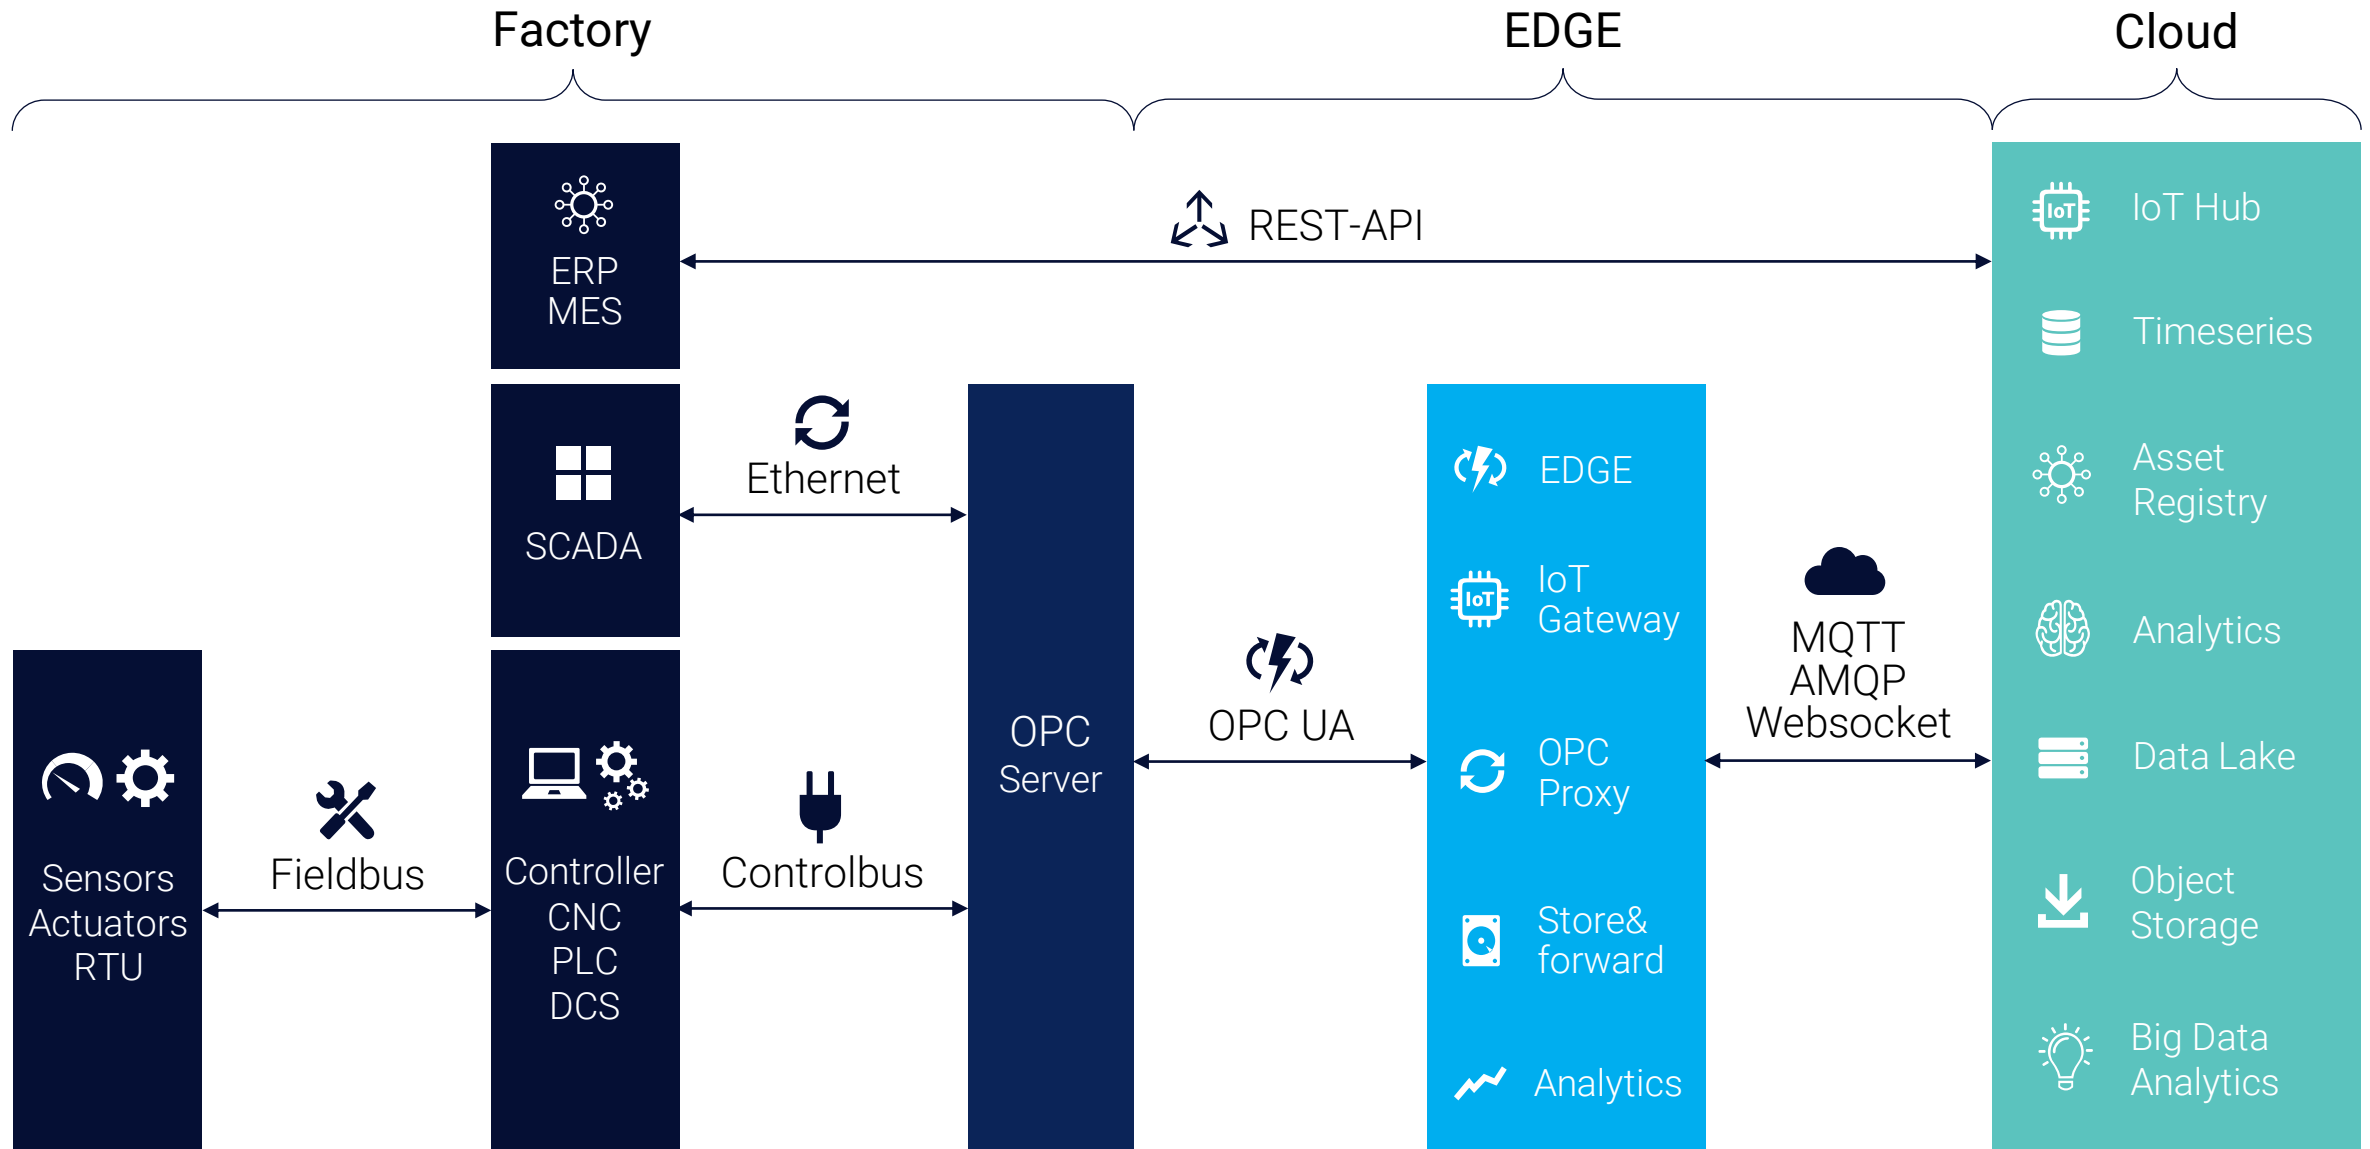 Factory
EDGE
Cloud
ERP
MES
REST-API
SCADA
Ethernet
Sensors
Actuators
RTU
Fieldbus
Controller
CNC
PLC
DCS
Controlbus
OPC
Server
OPC UA
EDGE
IoT
IoT
Gateway
OPC
Proxy
Store&
forward
Analytics
MQTT
AMQP
Websocket
IoT
IoT Hub
Timeseries
Asset
Registry
Analytics
Data Lake
Object
Storage
Big Data
Analytics